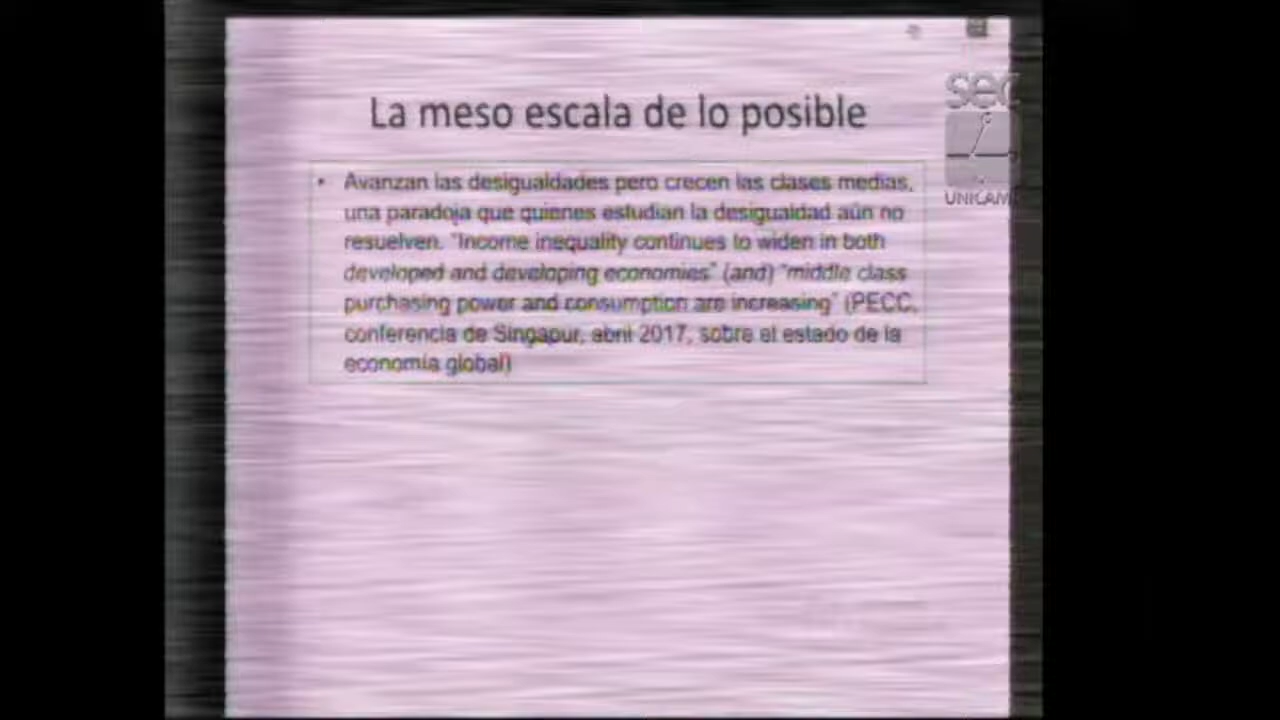 La meso escala de lo posible
• Avanzan las desigualdades pero crecen las clases medias,
una paradoja que quienes estudian la desigualdad aún no
resuelven. "Income inequality continues to widen in both
developed and developing economies" (and) "middle class
purchasing power and consumption are increasing" (PECC,
conferencia de Singapur, abril 2017, sobre el estado de la
economía global)
sec
UNICAM